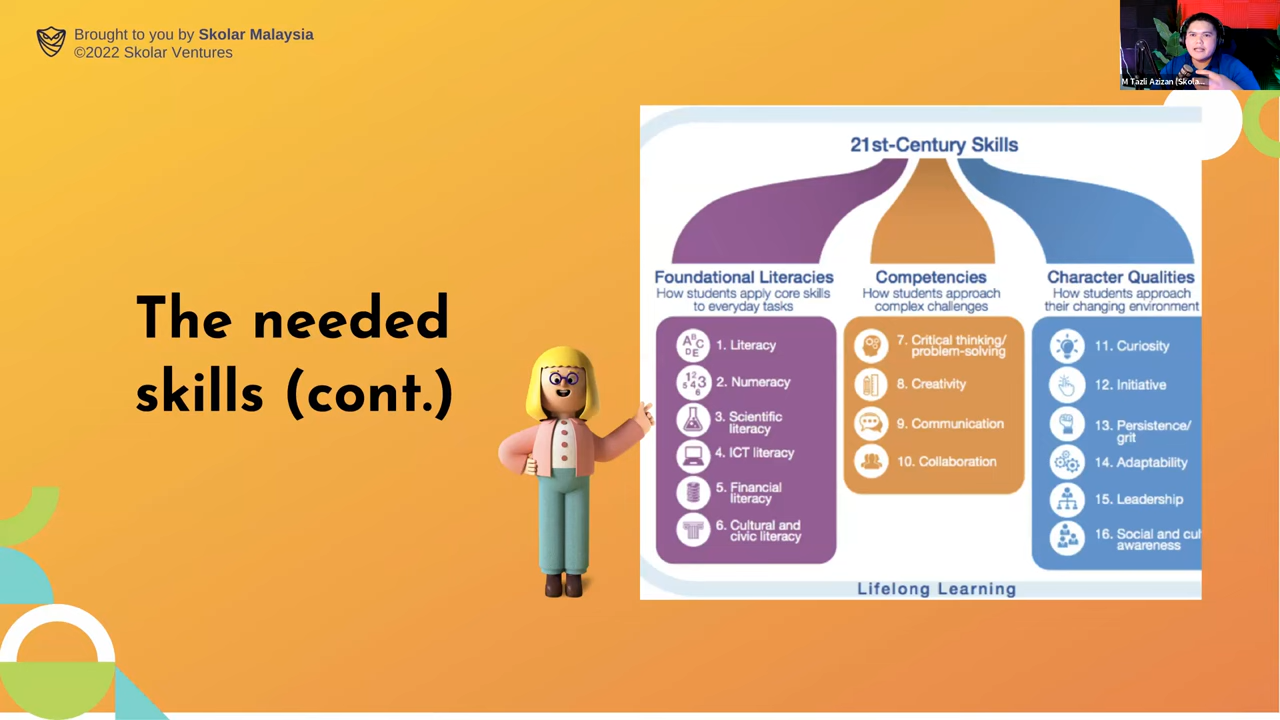 Brought to you by Skolar Malaysia
©2022 Skolar Ventures
M Tazli Azizan (Skola...
The needed
skills (cont.)
21st-Century Skills
Foundational Literacies
How students apply core skills
to everyday tasks
1. Literacy
2. Numeracy
3. Scientific
literacy
4. ICT literacy
5. Financial
literacy
6. Cultural and
civic literacy
Competencies
How students approach
complex challenges
7. Critical thinking/
problem-solving
8. Creativity
9. Communication
10. Collaboration
Character Qualities
How students approach
their changing environment
11. Curiosity
12. Initiative
13. Persistence/
grit
14. Adaptability
15. Leadership
16. Social and cul
awareness
Lifelong Learning